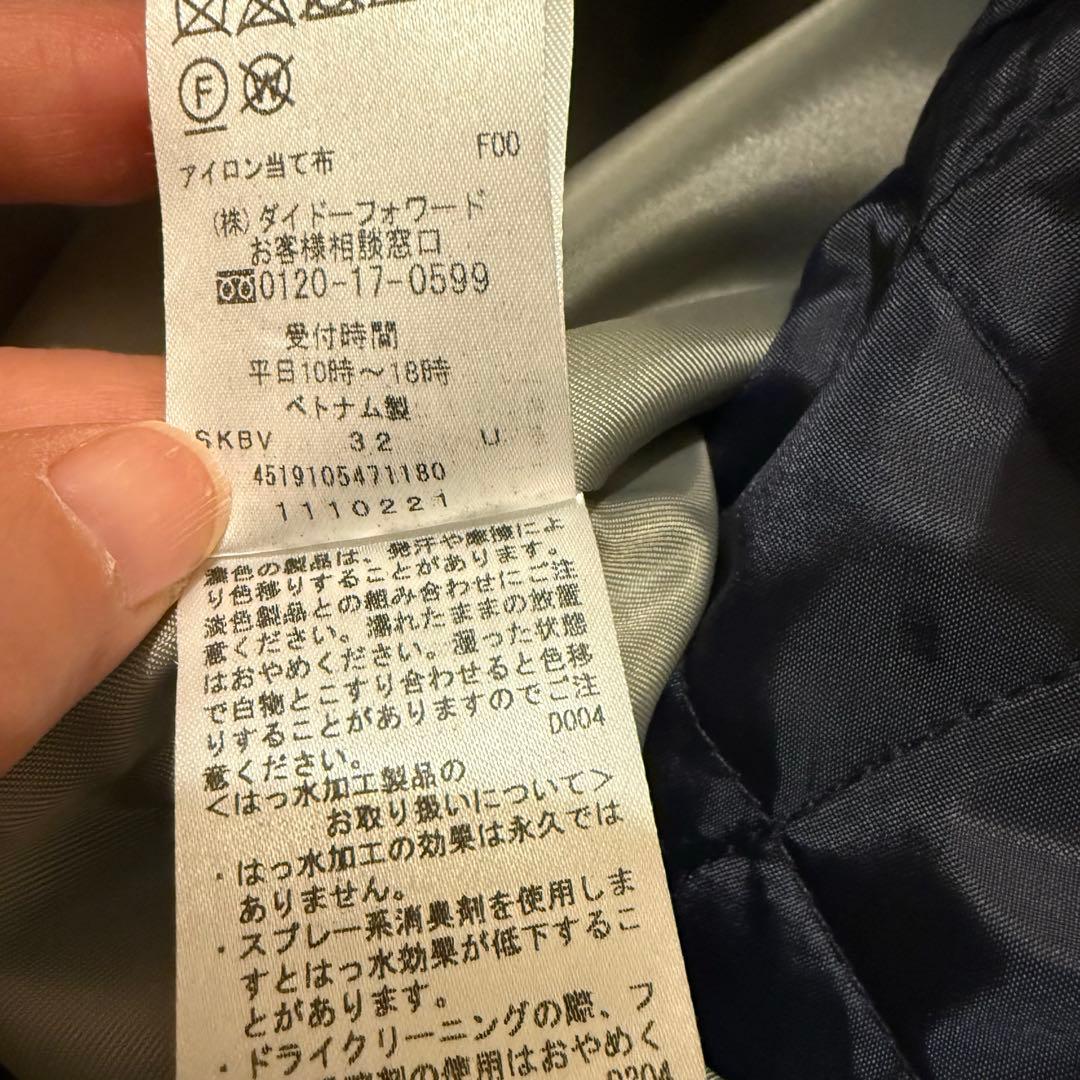 F W
アイロン当て布 F00
(株)ダイドーフォワード
お客様相談窓口
0120-17-0599
受付時間
平日10時～18時
ベトナム製
SKBV 32 U
4519105471180
1110221
濃色の製品は、発汗や摩擦によ
り色移りすることがあります。
淡色製品との組み合わせにご注
意ください。濡れたままの放置
はおやめください。湿った状態
で白物とこすり合わせると色移
りすることがありますのでご注
意ください。 D004
<はっ水加工製品の
お取り扱いについて>
・はっ水加工の効果は永久では
ありません。
・スプレー系消臭剤を使用しま
すとはっ水効果が低下するこ
とがあります。
・ドライクリーニングの際、フ
剤の使用はおやめく
D204